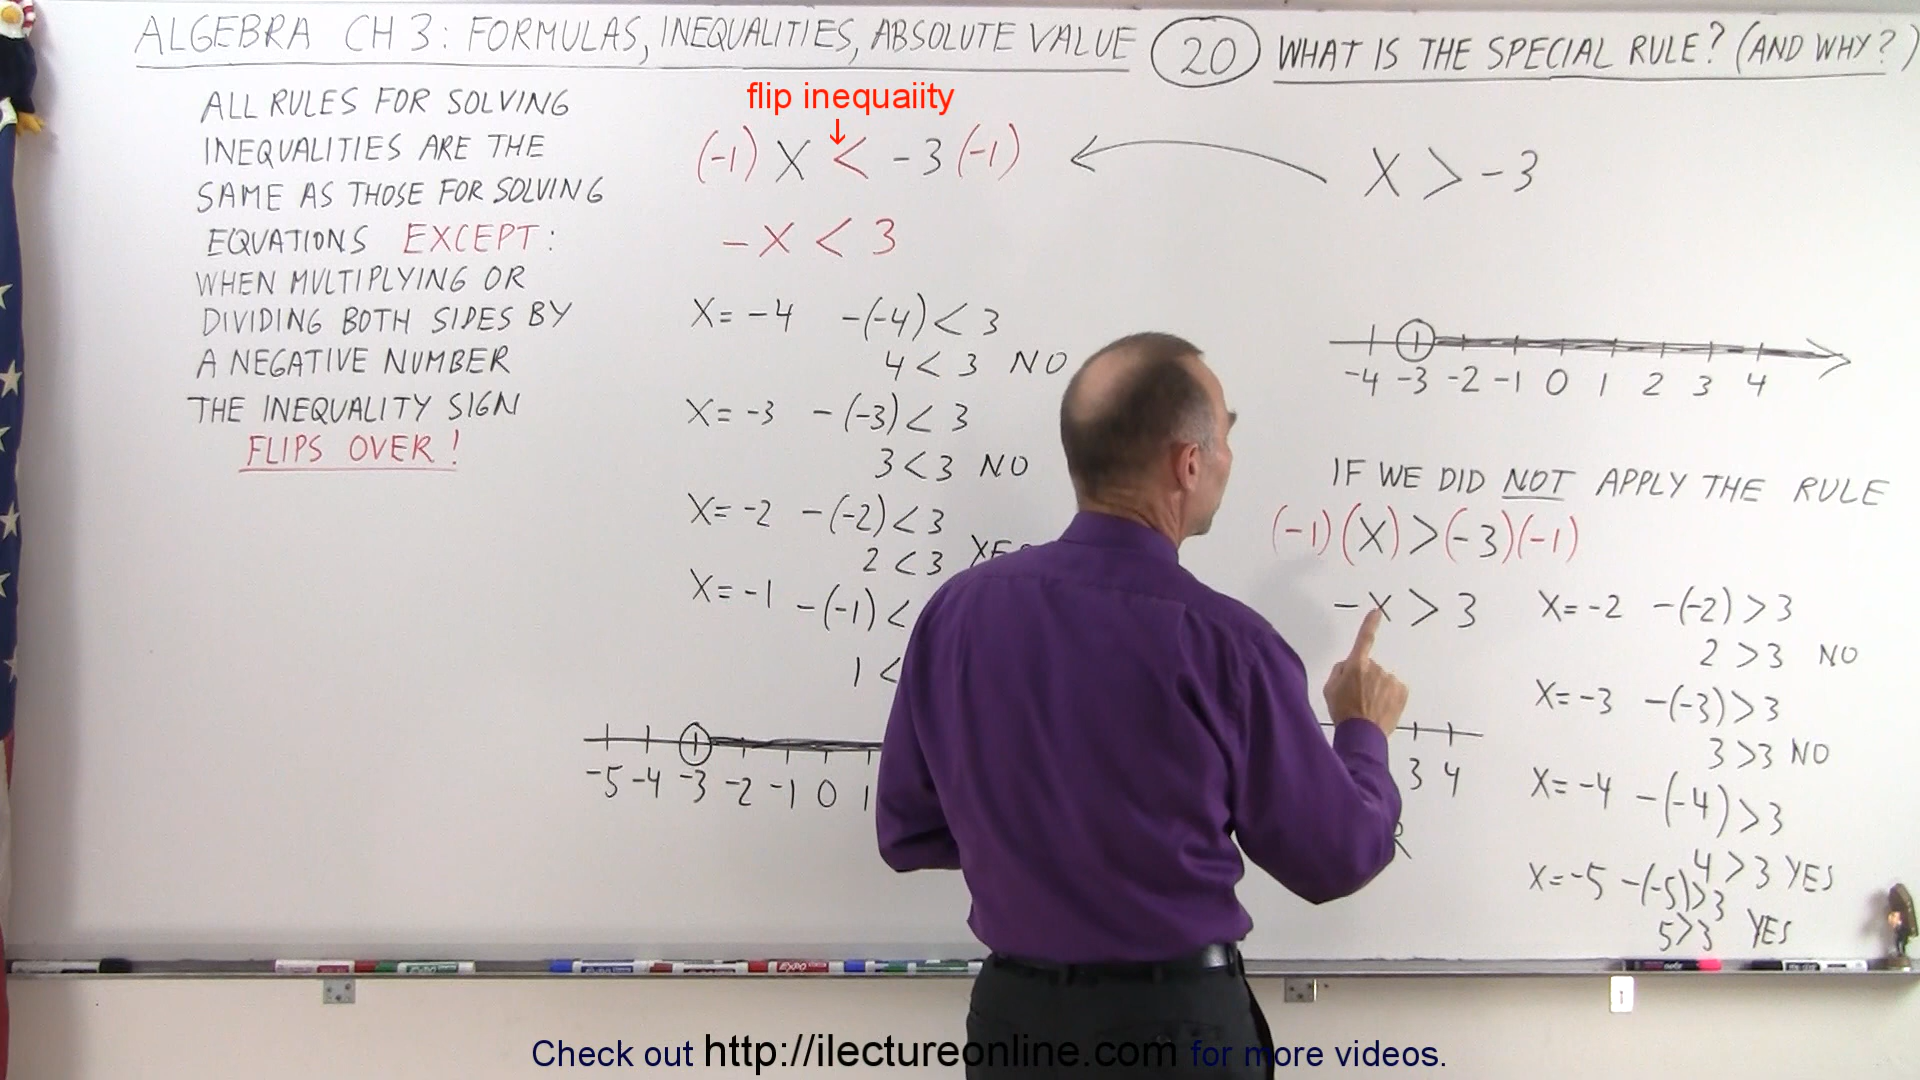 ALGEBRA CH 3: FORMULAS, INEQUALITIES, ABSOLUTE VALUE 20 WHAT IS THE SPECIAL RULE? (AND WHY?)
ALL RULES FOR SOLVING
INEQUALITIES ARE THE
SAME AS THOSE FOR SOLVING
EQUATIONS EXCEPT:
WHEN MULTIPLYING OR
DIVIDING BOTH SIDES BY
A NEGATIVE NUMBER
THE INEQUALITY SIGN
FLIPS OVER!
flip inequaiity
(-1) X < -3 (-1)
-X < 3
X = -4 -(-4) < 3
4 < 3 NO
X = -3 -(-3) < 3
3 < 3 NO
X = -2 -(-2) < 3
2 < 3
X = -1 -(-1) <
1 <
-5 -4 -3 -2 -1 0 1
X > -3
-4 -3 -2 -1 0 1 2 3 4
IF WE DID NOT APPLY THE RULE
(-1)(X) > (-3)(-1)
-X > 3
3 4
X = -2 -(-2) > 3
2 > 3 NO
X = -3 -(-3) > 3
3 > 3 NO
X = -4 -(-4) > 3
4 > 3 YES
X = -5 -(-5) > 3
5 > 3 YES
EXPO
Check out http://ilectureonline.com for more videos.